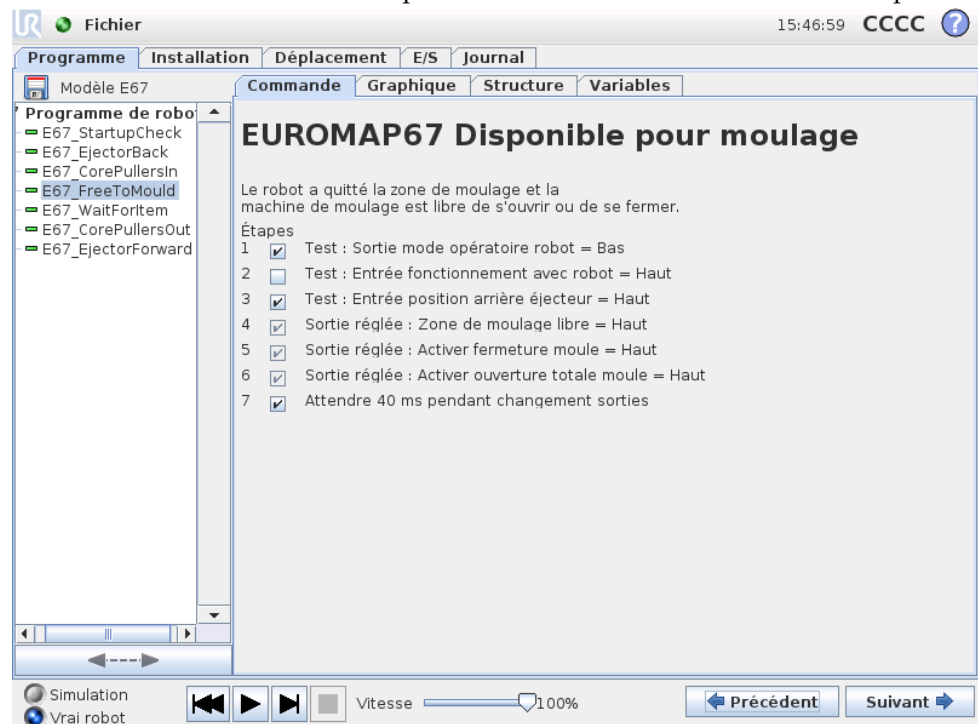 Fichier 15:46:59 CCCC ?
Programme Installation Déplacement E/S Journal
Modèle E67
Commande Graphique Structure Variables
Programme de robo
E67_StartupCheck
E67_EjectorBack
E67_CorePullersIn
E67_FreeToMould
E67_WaitForItem
E67_CorePullersOut
E67_EjectorForward
EUROMAP67 Disponible pour moulage
Le robot a quitté la zone de moulage et la
machine de moulage est libre de s'ouvrir ou de se fermer.
Étapes
1 Test : Sortie mode opératoire robot = Bas
2 Test : Entrée fonctionnement avec robot = Haut
3 Test : Entrée position arrière éjecteur = Haut
4 Sortie réglée : Zone de moulage libre = Haut
5 Sortie réglée : Activer fermeture moule = Haut
6 Sortie réglée : Activer ouverture totale moule = Haut
7 Attendre 40 ms pendant changement sorties
Simulation
Vrai robot
Vitesse 100%
Précédent Suivant